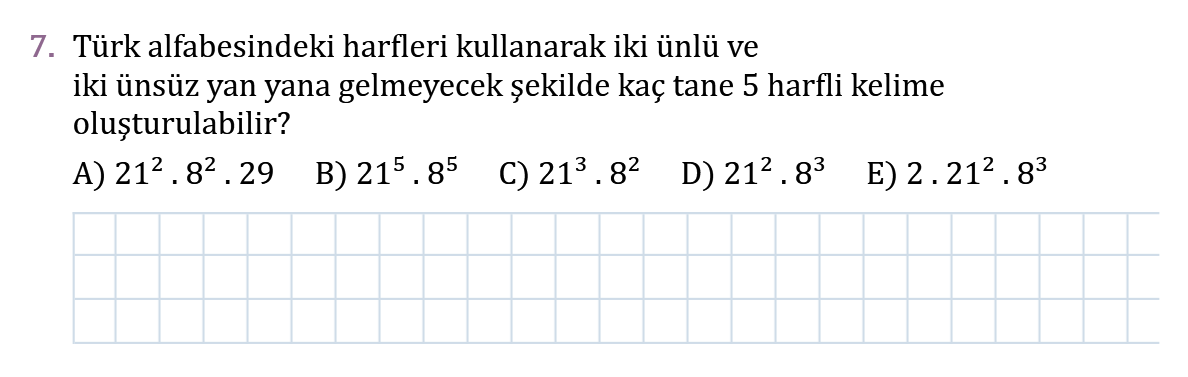 7. Türk alfabesindeki harfleri kullanarak iki ünlü ve
iki ünsüz yan yana gelmeyecek şekilde kaç tane 5 harfli kelime
oluşturulabilir?
A) 21² . 8² . 29 B) 21⁵ . 8⁵ C) 21³ . 8² D) 21² . 8³ E) 2 . 21² . 8³